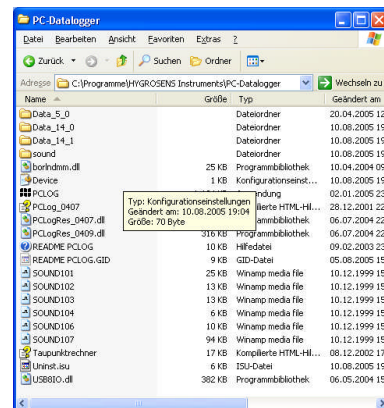 PC-Datalogger
Datei Bearbeiten Ansicht Favoriten Extras ?
Zurück Suchen Ordner
Adresse C:\Programme\HYGROSENS Instruments\PC-Datalogger Wechseln zu
Name Größe Typ Geändert am
Data_5_0 Dateiordner 20.04.2005 12
Data_14_0 Dateiordner 10.08.2005 19
Data_14_1 Dateiordner 10.08.2005 19
sound Dateiordner 10.08.2005 15
borlndmm.dll 25 KB Programmbibliothek 10.04.2004 09
Device 1 KB Konfigurationseinst... 10.08.2005 19
PCLOG endung 02.01.2005 23
PCLog_0407 ilierte HTML-Hil... 28.12.2001 22
PCLogRes_0407.dll ammbibliothek 06.07.2004 22
PCLogRes_0409.dll 316 KB Programmbibliothek 06.07.2004 22
README PCLOG 10 KB Hilfedatei 09.02.2003 23
README PCLOG.GID 9 KB GID-Datei 05.08.2005 15
SOUND101 25 KB Winamp media file 10.12.1999 15
SOUND102 13 KB Winamp media file 10.12.1999 15
SOUND103 13 KB Winamp media file 10.12.1999 15
SOUND104 6 KB Winamp media file 10.12.1999 15
SOUND106 10 KB Winamp media file 10.12.1999 15
SOUND107 94 KB Winamp media file 10.12.1999 15
Taupunktrechner 17 KB Kompilierte HTML-Hil... 08.12.2002 17
Uninst.isu 6 KB ISU-Datei 10.08.2005 19
USB8IO.dll 382 KB Programmbibliothek 06.05.2004 15
Typ: Konfigurationseinstellungen
Geändert am: 10.08.2005 19:04
Größe: 70 Byte